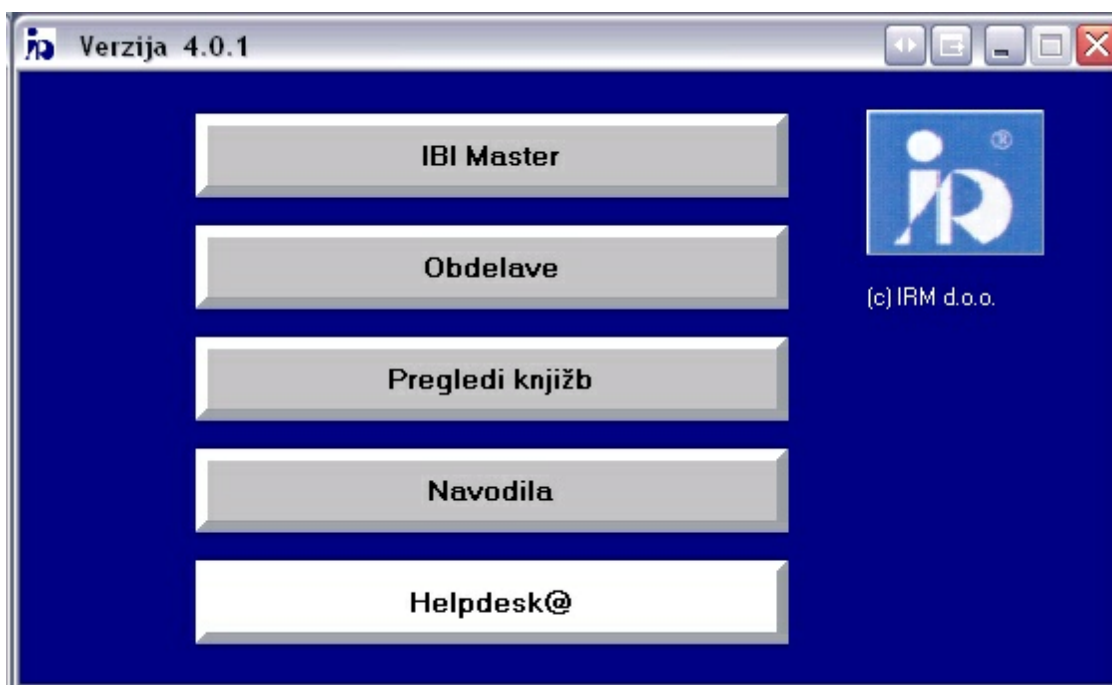 Verzija 4.0.1
IBI Master
Obdelave
Pregledi knjižb
Navodila
Helpdesk@
®
(c) IRM d.o.o.